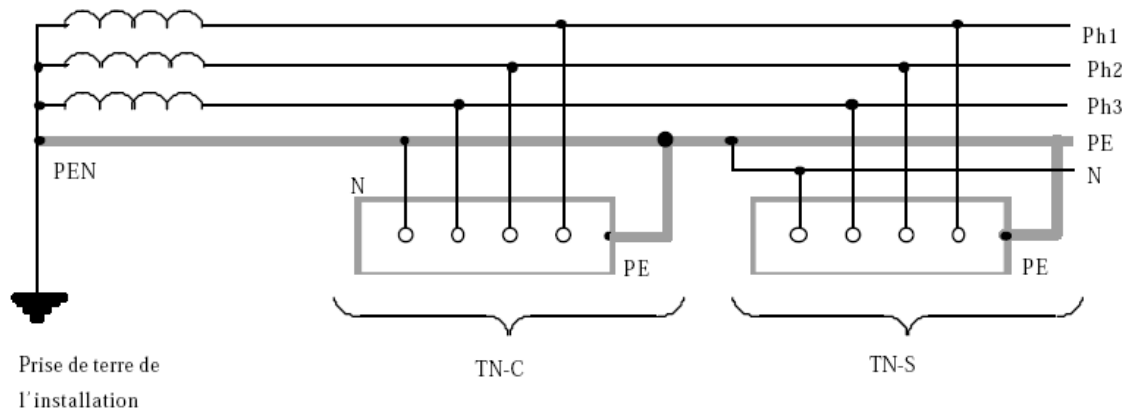 Ph1
Ph2
Ph3
PE
PEN
N
N
PE
PE
TN-C
TN-S
Prise de terre de
l'installation